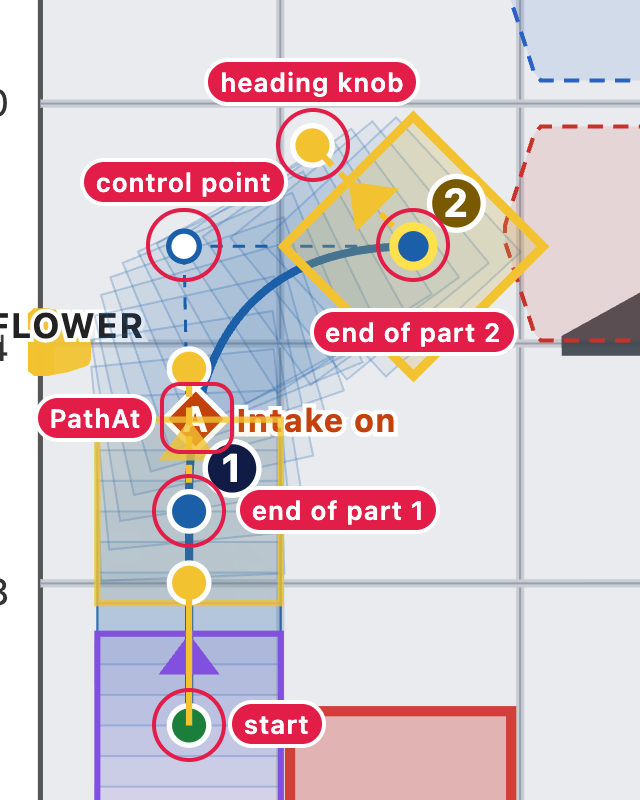 0
heading knob
control point
2
FLOWER
end of part 2
4
PathAt
A
Intake on
1
end of part 1
8
start